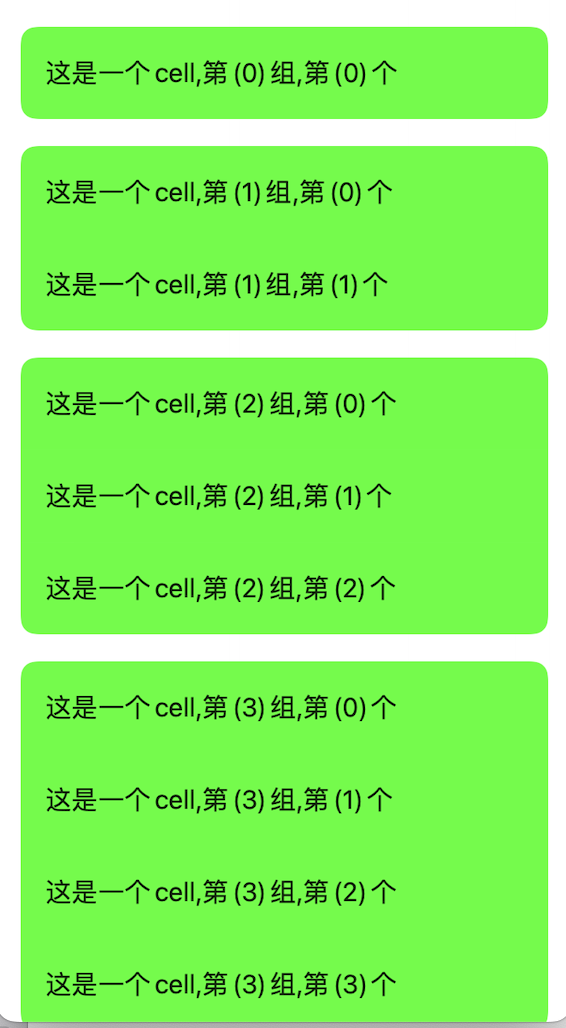 这是一个 cell,第 (0) 组,第 (0) 个
这是一个 cell,第 (1) 组,第 (0) 个
这是一个 cell,第 (1) 组,第 (1) 个
这是一个 cell,第 (2) 组,第 (0) 个
这是一个 cell,第 (2) 组,第 (1) 个
这是一个 cell,第 (2) 组,第 (2) 个
这是一个 cell,第 (3) 组,第 (0) 个
这是一个 cell,第 (3) 组,第 (1) 个
这是一个 cell,第 (3) 组,第 (2) 个
这是一个 cell,第 (3) 组,第 (3) 个